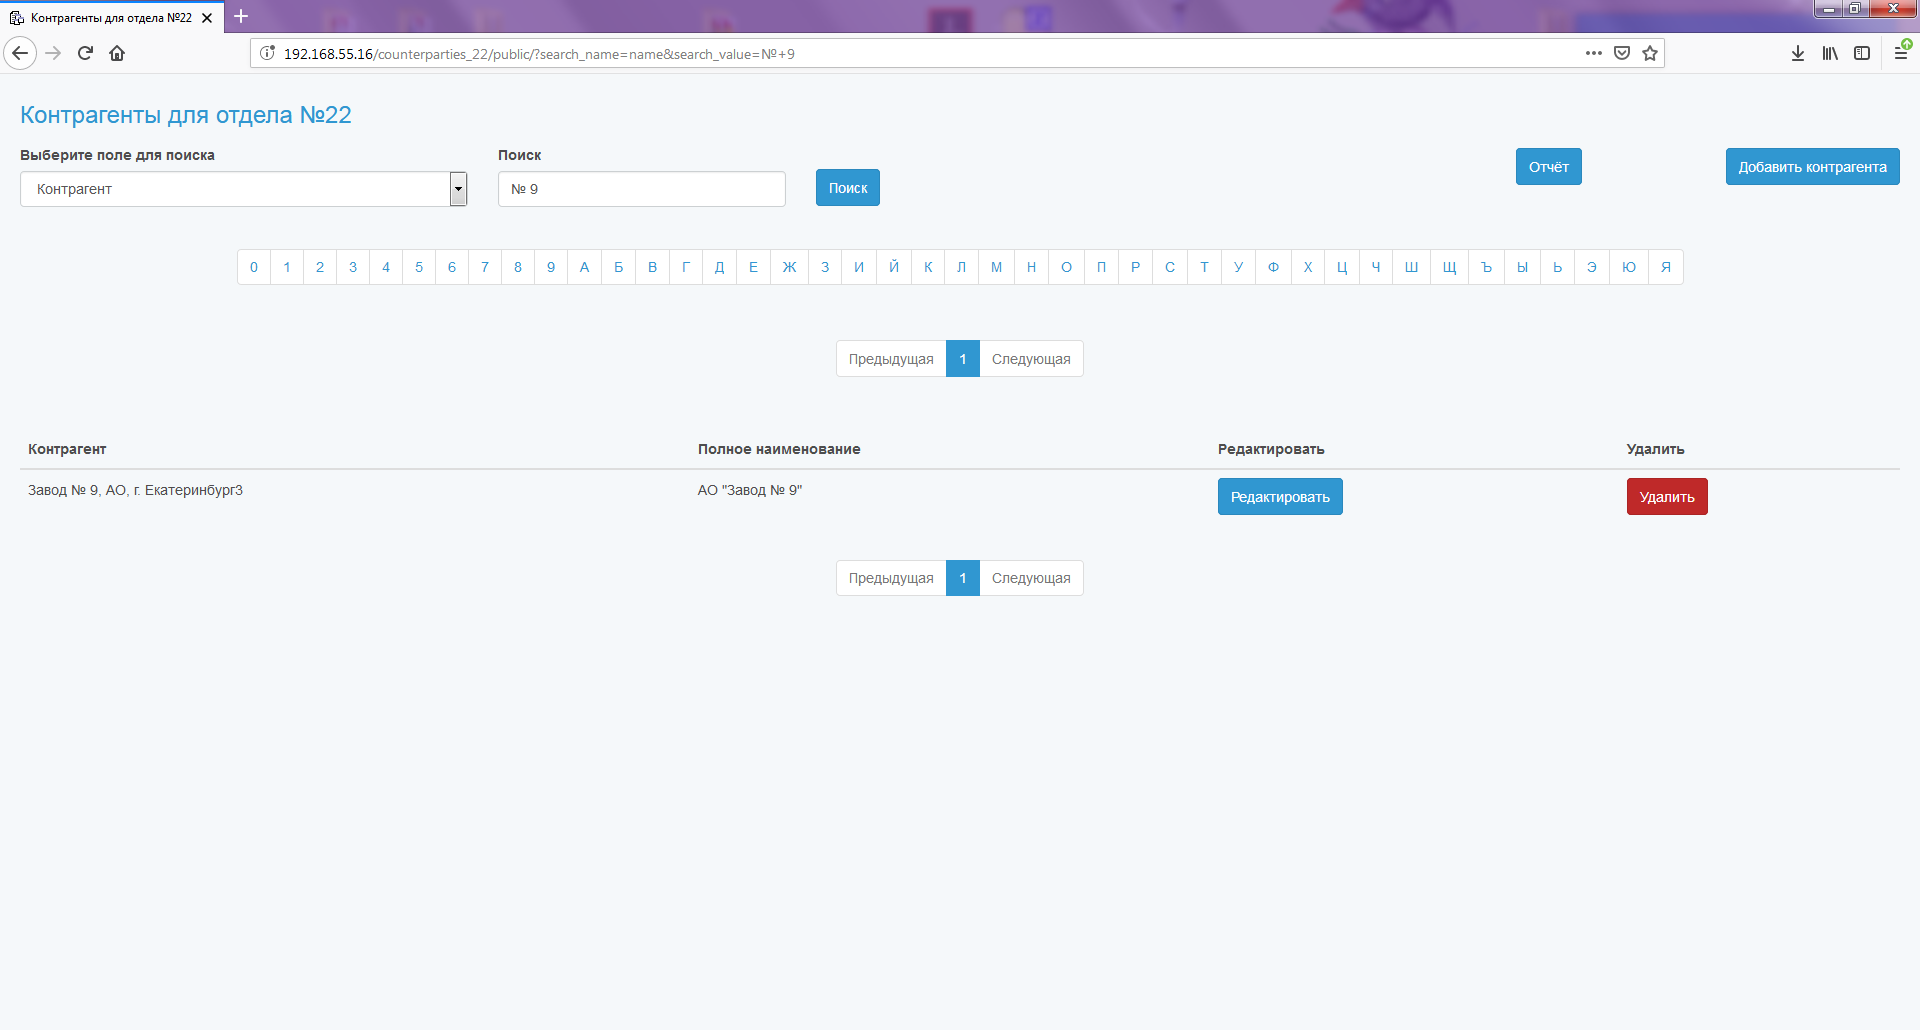 Контрагенты для отдела №22
192.168.55.16/counterparties_22/public/?search_name=name&search_value=№+9
Контрагенты для отдела №22
Выберите поле для поиска
Поиск
Контрагент
№ 9
Поиск
Отчёт
Добавить контрагента
0 1 2 3 4 5 6 7 8 9 А Б В Г Д Е Ж З И Й К Л М Н О П Р С Т У Ф Х Ц Ч Ш Щ Ъ Ы Ь Э Ю Я
Предыдущая 1 Следующая
Контрагент Полное наименование Редактировать Удалить
Завод № 9, АО, г. Екатеринбург3 АО "Завод № 9" Редактировать Удалить
Предыдущая 1 Следующая